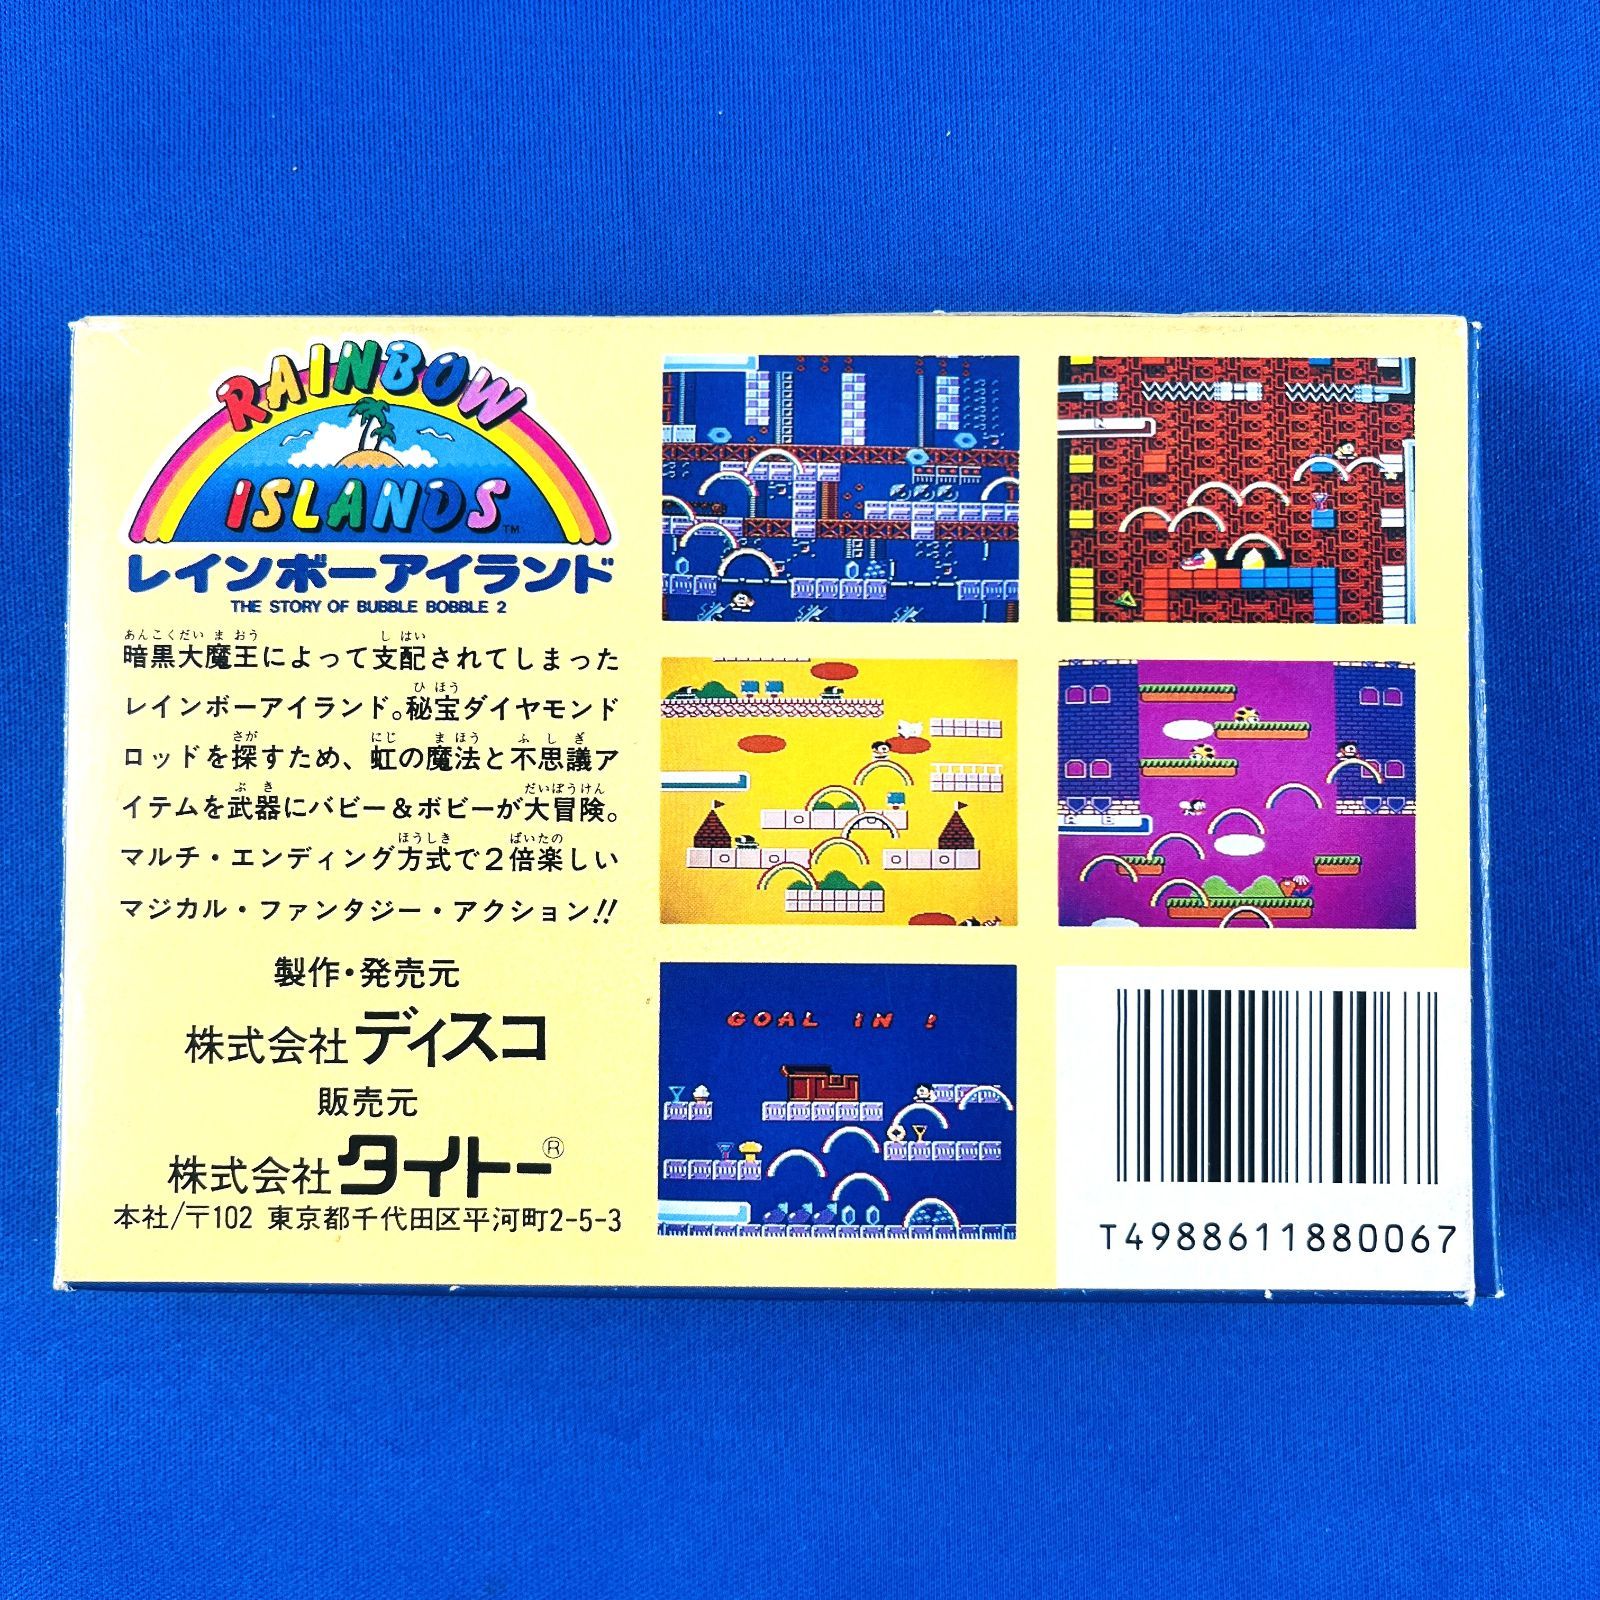 RAINBOW
ISLANDS™
レインボーアイランド
THE STORY OF BUBBLE BOBBLE 2
あんこくだい ま おう し はい
暗黒大魔王によって支配されてしまった
ひ ほう
レインボーアイランド。秘宝ダイヤモンド
さが にじ ま ほう ふ し ぎ
ロッドを探すため、虹の魔法と不思議ア
ぶ き だいぼうけん
イテムを武器にバビー&ボビーが大冒険。
ほうしき ばいたの
マルチ・エンディング方式で2倍楽しい
マジカル・ファンタジー・アクション!!
製作・発売元
株式会社ディスコ
販売元
株式会社タイトー®
本社/〒102 東京都千代田区平河町2-5-3
N
A B
GOAL IN !
T4988611880067